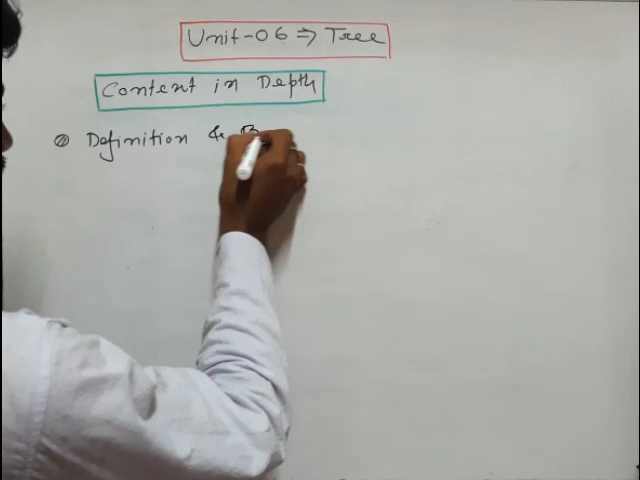 Unit-06 ⇒ Tree
Content in Depth
Definition & B